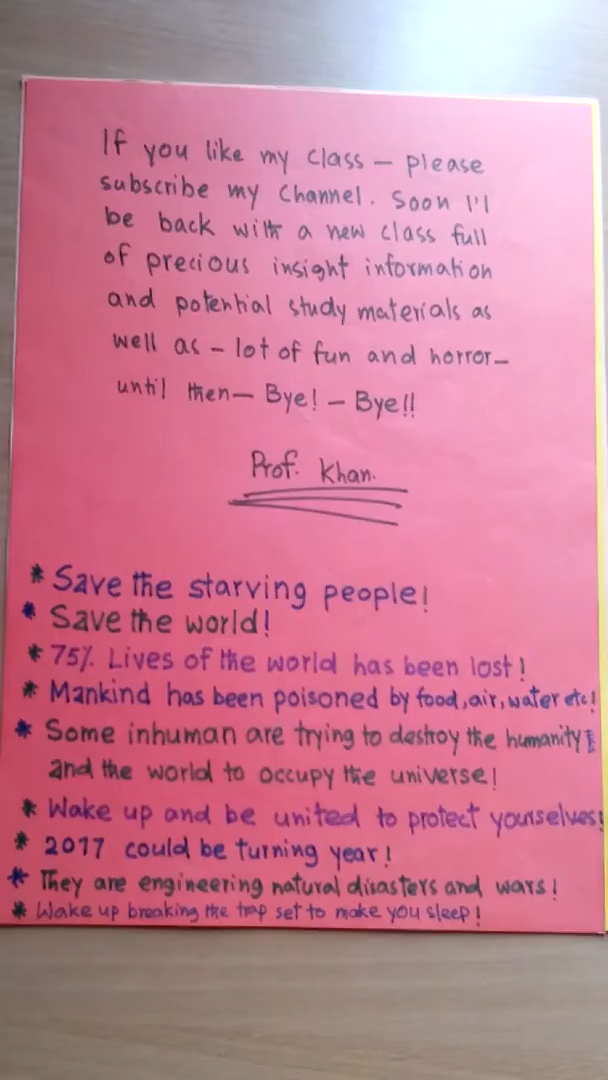 If you like my class – please
subscribe my Channel. Soon I'l
be back with a new class full
of precious insight information
and potential study materials as
well as – lot of fun and horror–
until then– Bye! – Bye!!
Prof. Khan.
* Save the starving people!
* Save the world!
* 75% Lives of the world has been lost!
* Mankind has been poisoned by food, air, water etc!
* Some inhuman are trying to destroy the humanity!
and the world to occupy the universe!
* Wake up and be united to protect yourselves!
* 2017 could be turning year!
* They are engineering natural disasters and wars!
* Wake up breaking the trap set to make you sleep!